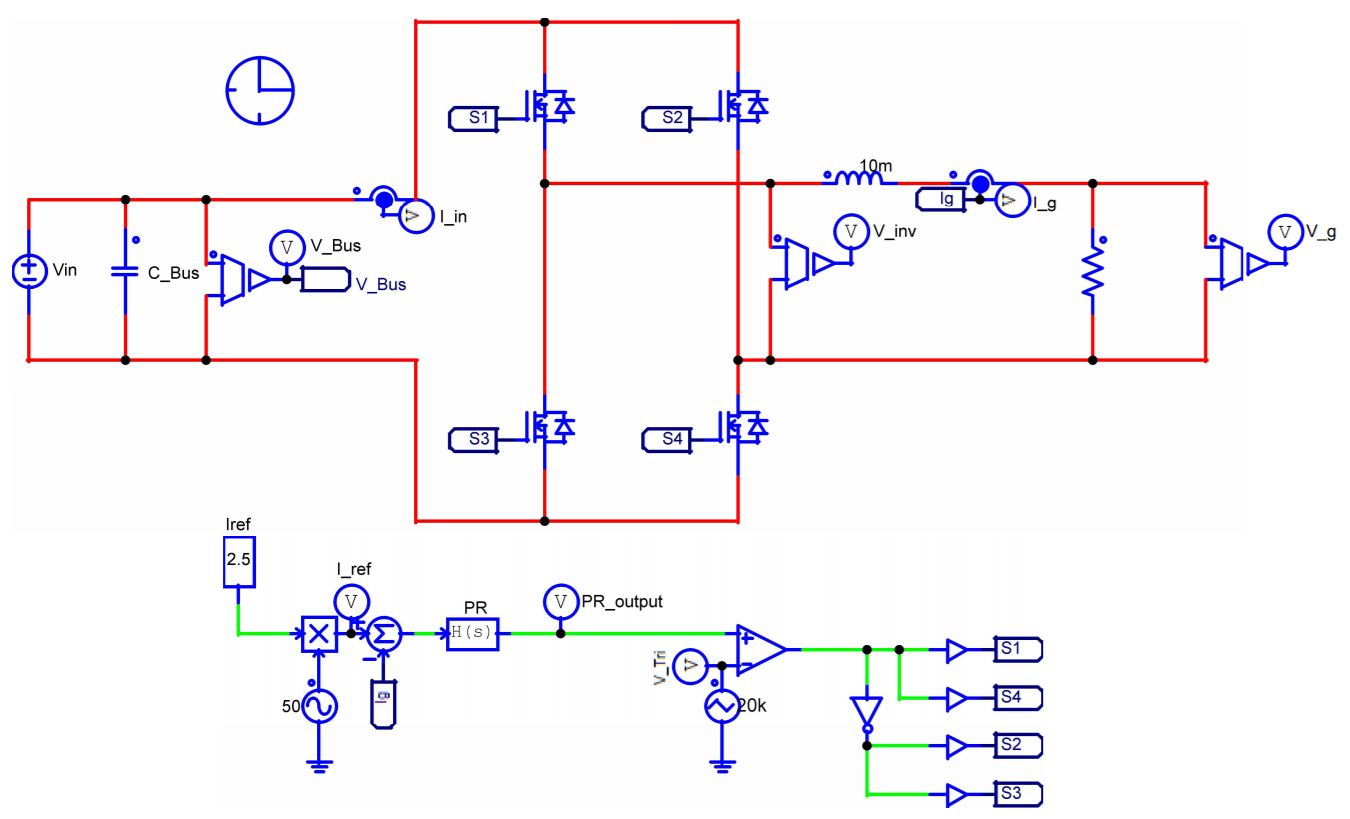 S1
S2
10m
Ig
V
I_g
V
I_in
V
V_Bus
V
V_inv
V
V_g
Vin
C_Bus
V_Bus
S3
S4
Iref
2.5
I_ref
V
PR
H(s)
V
PR_output
V_Tri
V
S1
50
Ig
20k
S4
S2
S3